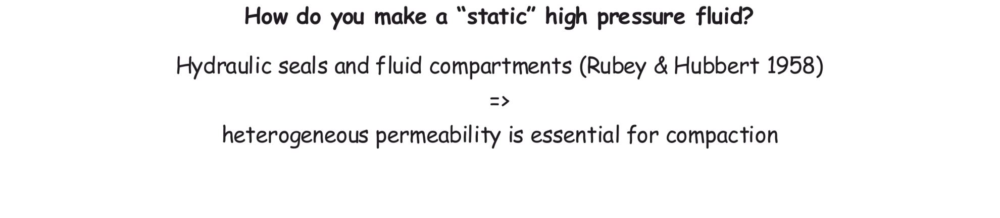 How do you make a “static” high pressure fluid?
Hydraulic seals and fluid compartments (Rubey & Hubbert 1958)
=>
heterogeneous permeability is essential for compaction